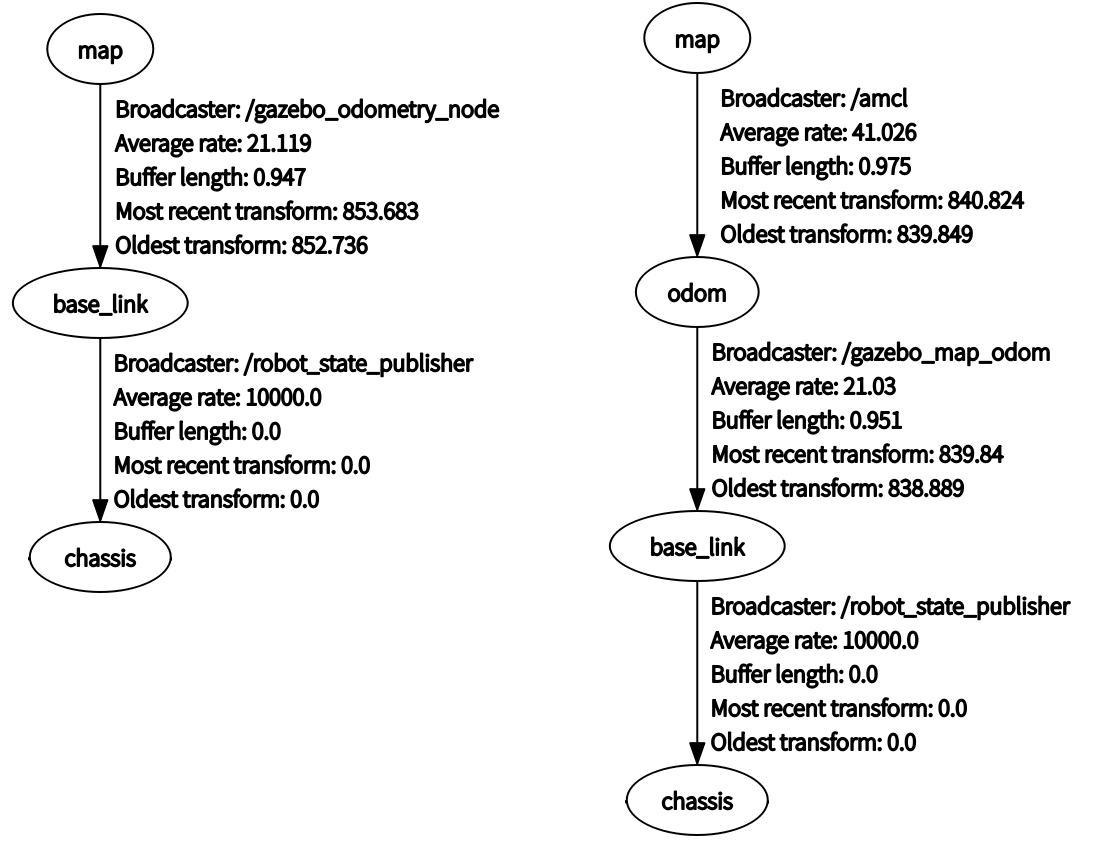 map
Broadcaster: /gazebo_odometry_node
Average rate: 21.119
Buffer length: 0.947
Most recent transform: 853.683
Oldest transform: 852.736
base_link
Broadcaster: /robot_state_publisher
Average rate: 10000.0
Buffer length: 0.0
Most recent transform: 0.0
Oldest transform: 0.0
chassis
map
Broadcaster: /amcl
Average rate: 41.026
Buffer length: 0.975
Most recent transform: 840.824
Oldest transform: 839.849
odom
Broadcaster: /gazebo_map_odom
Average rate: 21.03
Buffer length: 0.951
Most recent transform: 839.84
Oldest transform: 838.889
base_link
Broadcaster: /robot_state_publisher
Average rate: 10000.0
Buffer length: 0.0
Most recent transform: 0.0
Oldest transform: 0.0
chassis